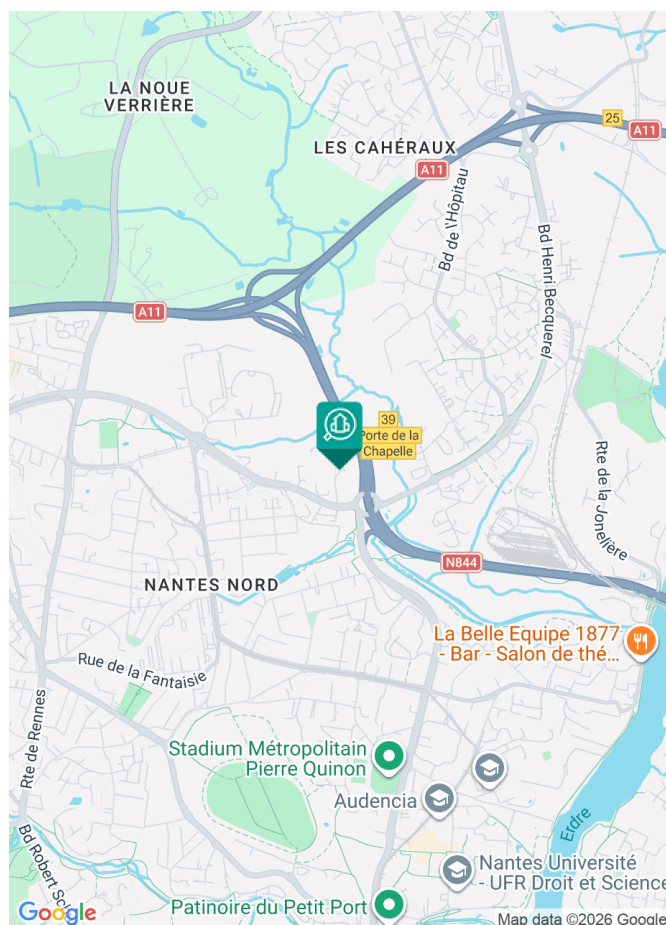 LA NOUE
VERRIÈRE
25
A11
LES CAHÉRAUX
A11
Bd de l'Hôpitau
Bd Henri Becquerel
A11
39
Porte de la
Chapelle
Rte de la Jonelière
N844
NANTES NORD
La Belle Equipe 1877
- Bar - Salon de thé...
Rue de la Fantaisie
Rte de Rennes
Stadium Métropolitain
Pierre Quinon
Audencia
Erdre
Bd Robert Sc
Nantes Université
- UFR Droit et Science
Patinoire du Petit Port
Google
Map data ©2026 Google